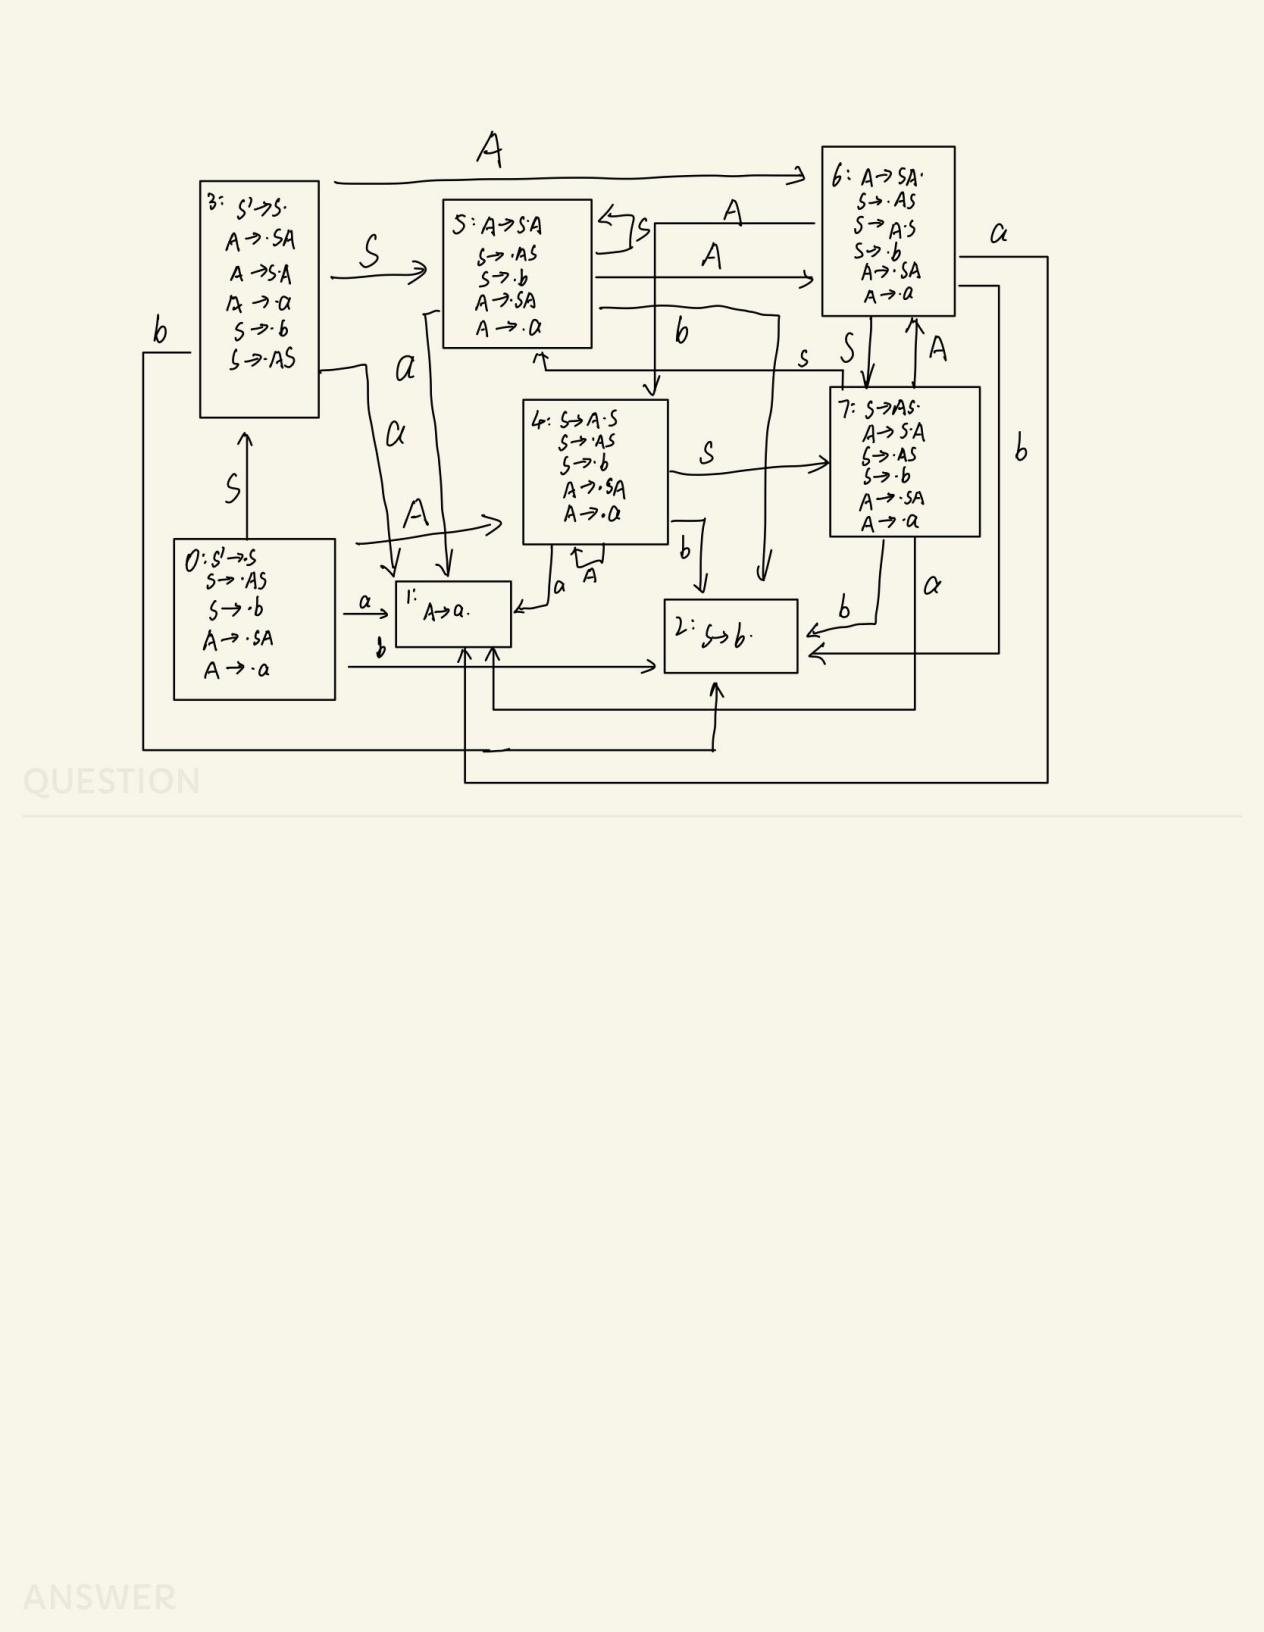 A
3: S'→S·
A→·SA
A→S·A
A→·a
S→·b
S→·AS
S
5: A→S·A
S→·AS
S→·b
A→·SA
A→·a
S
A
A
6: A→SA·
S→·AS
S→A·S
S→·b
A→·SA
A→·a
a
b
b
a
a
b
S
S
A
S
4: S→A·S
S→·AS
S→·b
A→·SA
A→·a
S
7: S→AS·
A→S·A
S→·AS
S→·b
A→·SA
A→·a
A
0: S'→·S
S→·AS
S→·b
A→·SA
A→·a
a
b
1:
A→a·
a
A
b
2: S→b·
b
a
QUESTION
ANSWER